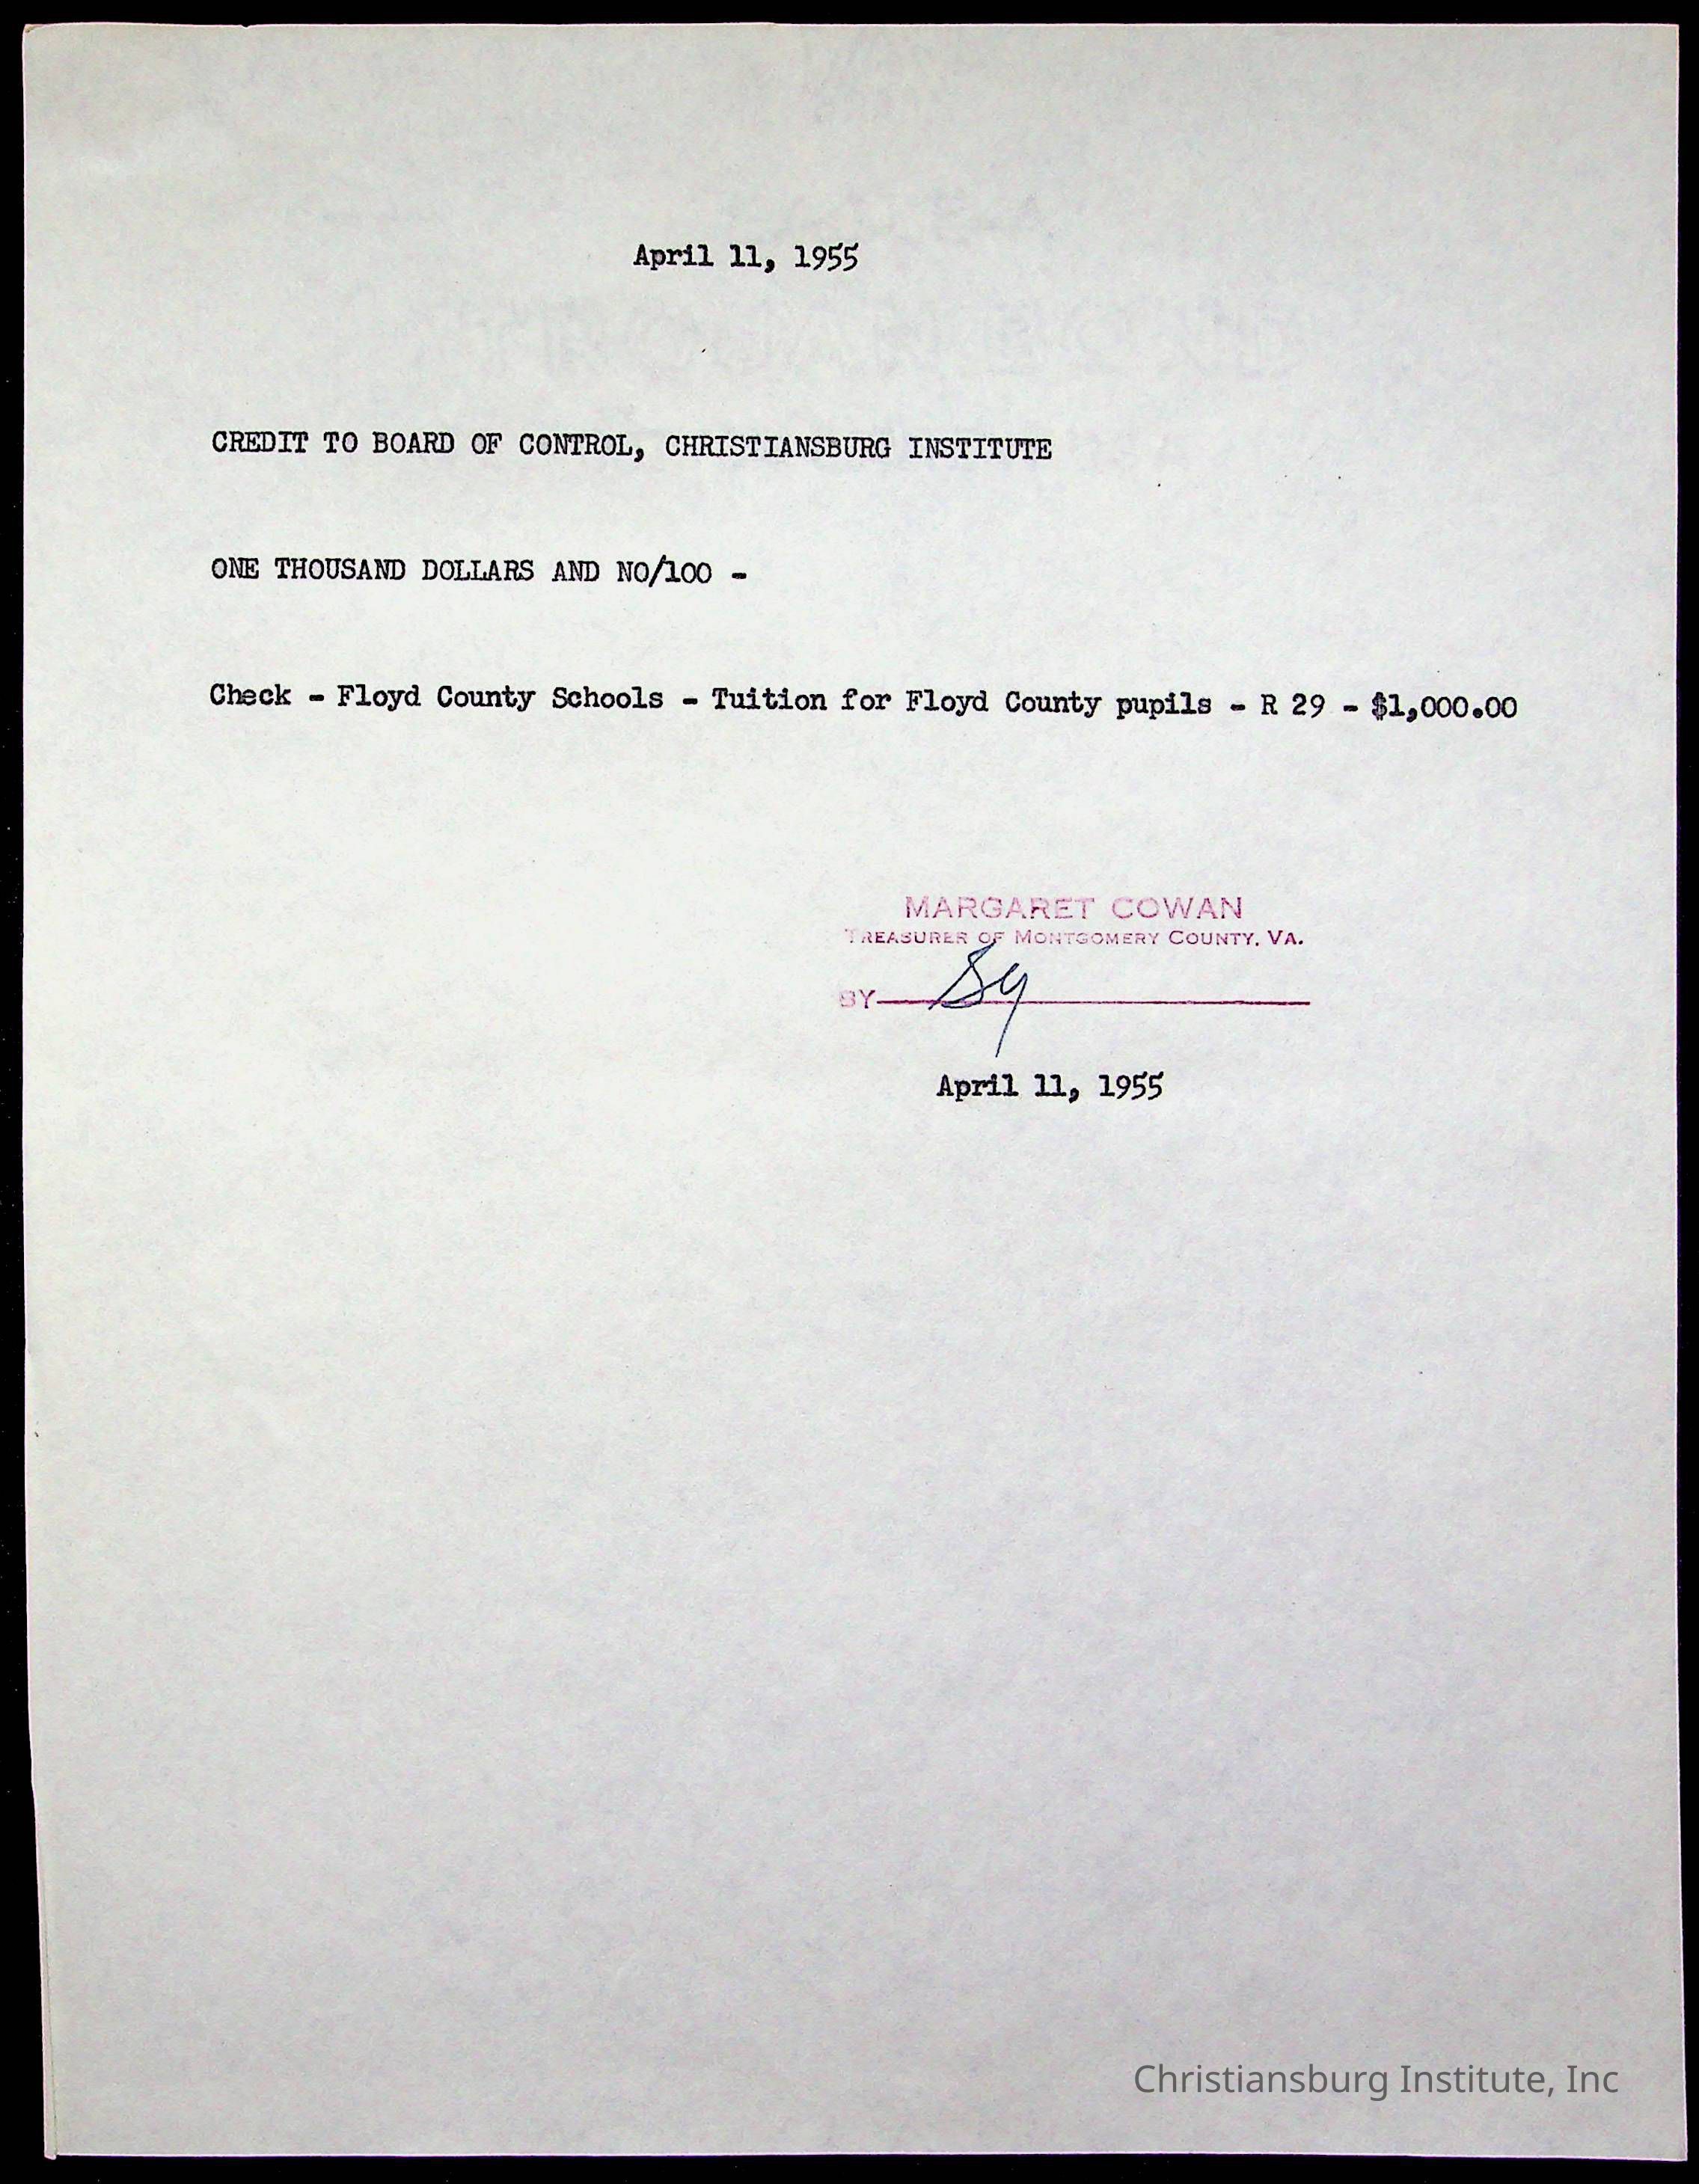 April 11, 1955
CREDIT TO BOARD OF CONTROL, CHRISTIANSBURG INSTITUTE
ONE THOUSAND DOLLARS AND NO/100 -
Check - Floyd County Schools - Tuition for Floyd County pupils - R 29 - $1,000.00
MARGARET COWAN
TREASURER OF MONTGOMERY COUNTY, VA.
BY
April 11, 1955
Christiansburg Institute, Inc